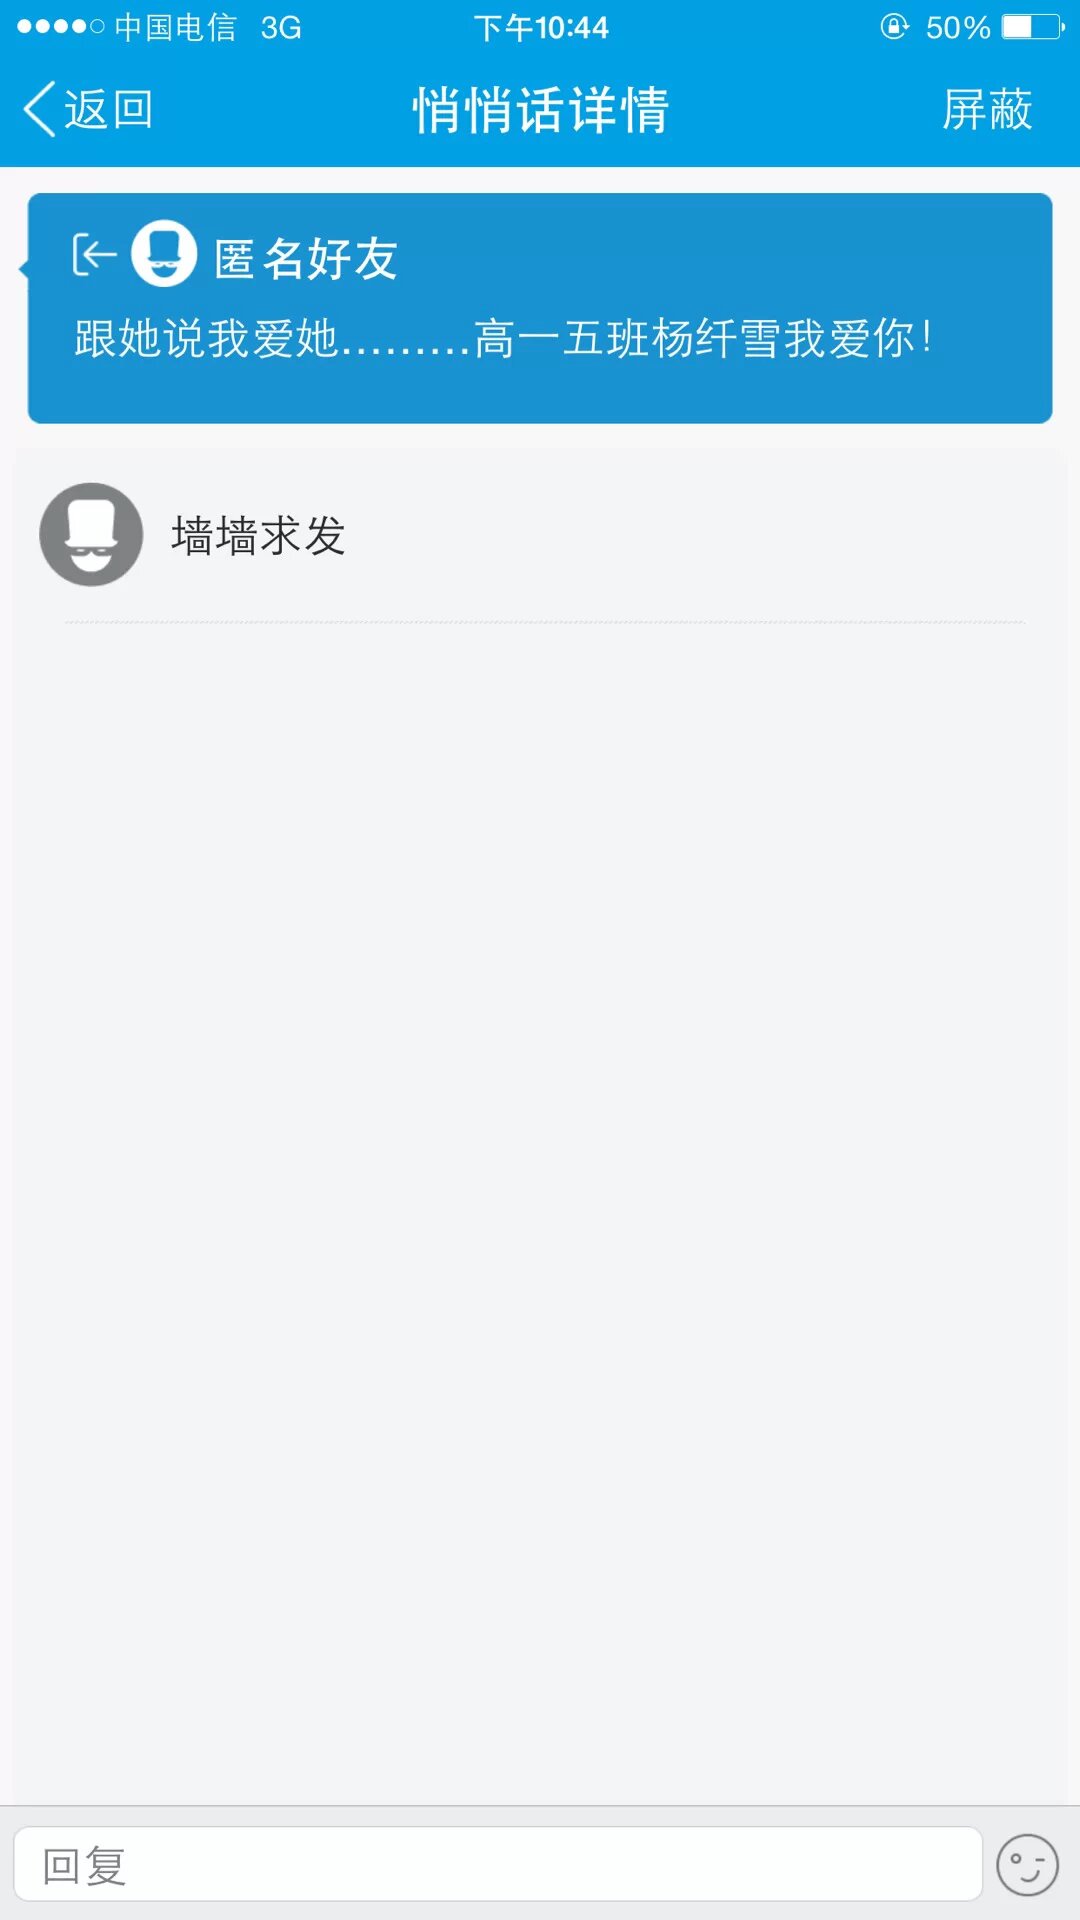 中国电信 3G 下午10:44 50%
返回 悄悄话详情 屏蔽
匿名好友
跟她说我爱她.........高一五班杨纤雪我爱你！
墙墙求发
回复